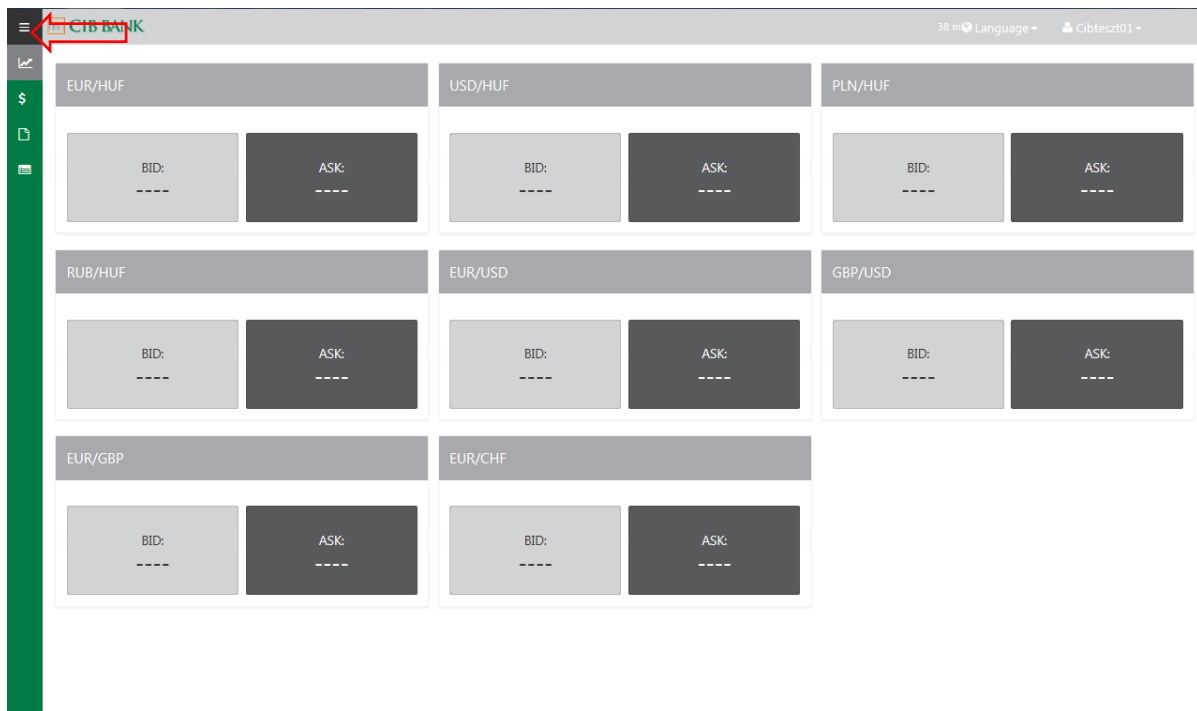 CIB BANK 38 m Language Cibteszt01
EUR/HUF USD/HUF PLN/HUF
BID: ASK: BID: ASK: BID: ASK:
---- ---- ---- ---- ---- ----
RUB/HUF EUR/USD GBP/USD
BID: ASK: BID: ASK: BID: ASK:
---- ---- ---- ---- ---- ----
EUR/GBP EUR/CHF
BID: ASK: BID: ASK:
---- ---- ---- ----